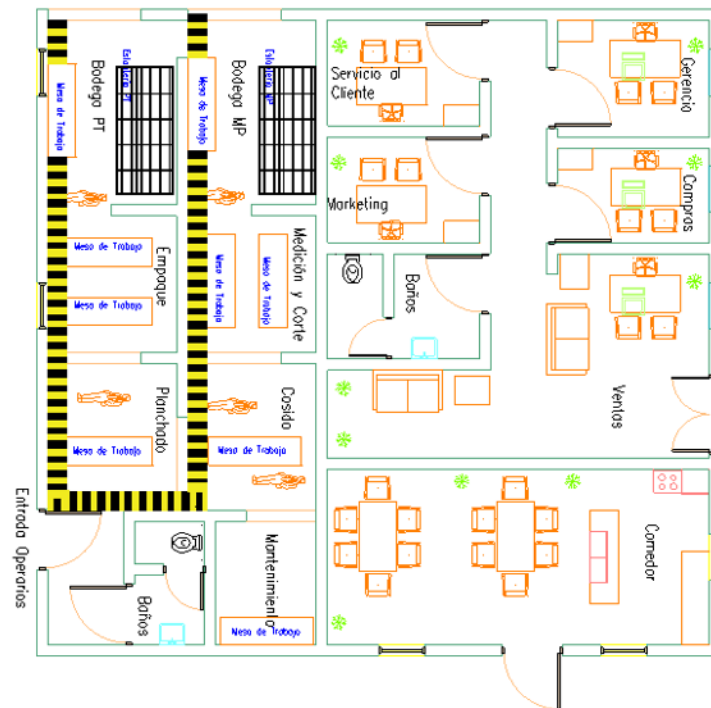 Servicio al
Cliente
Marketing
Baños
Gerencia
Compras
Ventas
Comedor
Bodega PT
Estantería PT
Mesa de Trabajo
Bodega MP
Estantería MP
Mesa de Trabajo
Empaque
Mesa de Trabajo
Mesa de Trabajo
Medición y Corte
Mesa de Trabajo
Mesa de Trabajo
Planchado
Mesa de Trabajo
Cosido
Mesa de Trabajo
Entrada Operarios
Baños
Mantenimiento
Mesa de Trabajo